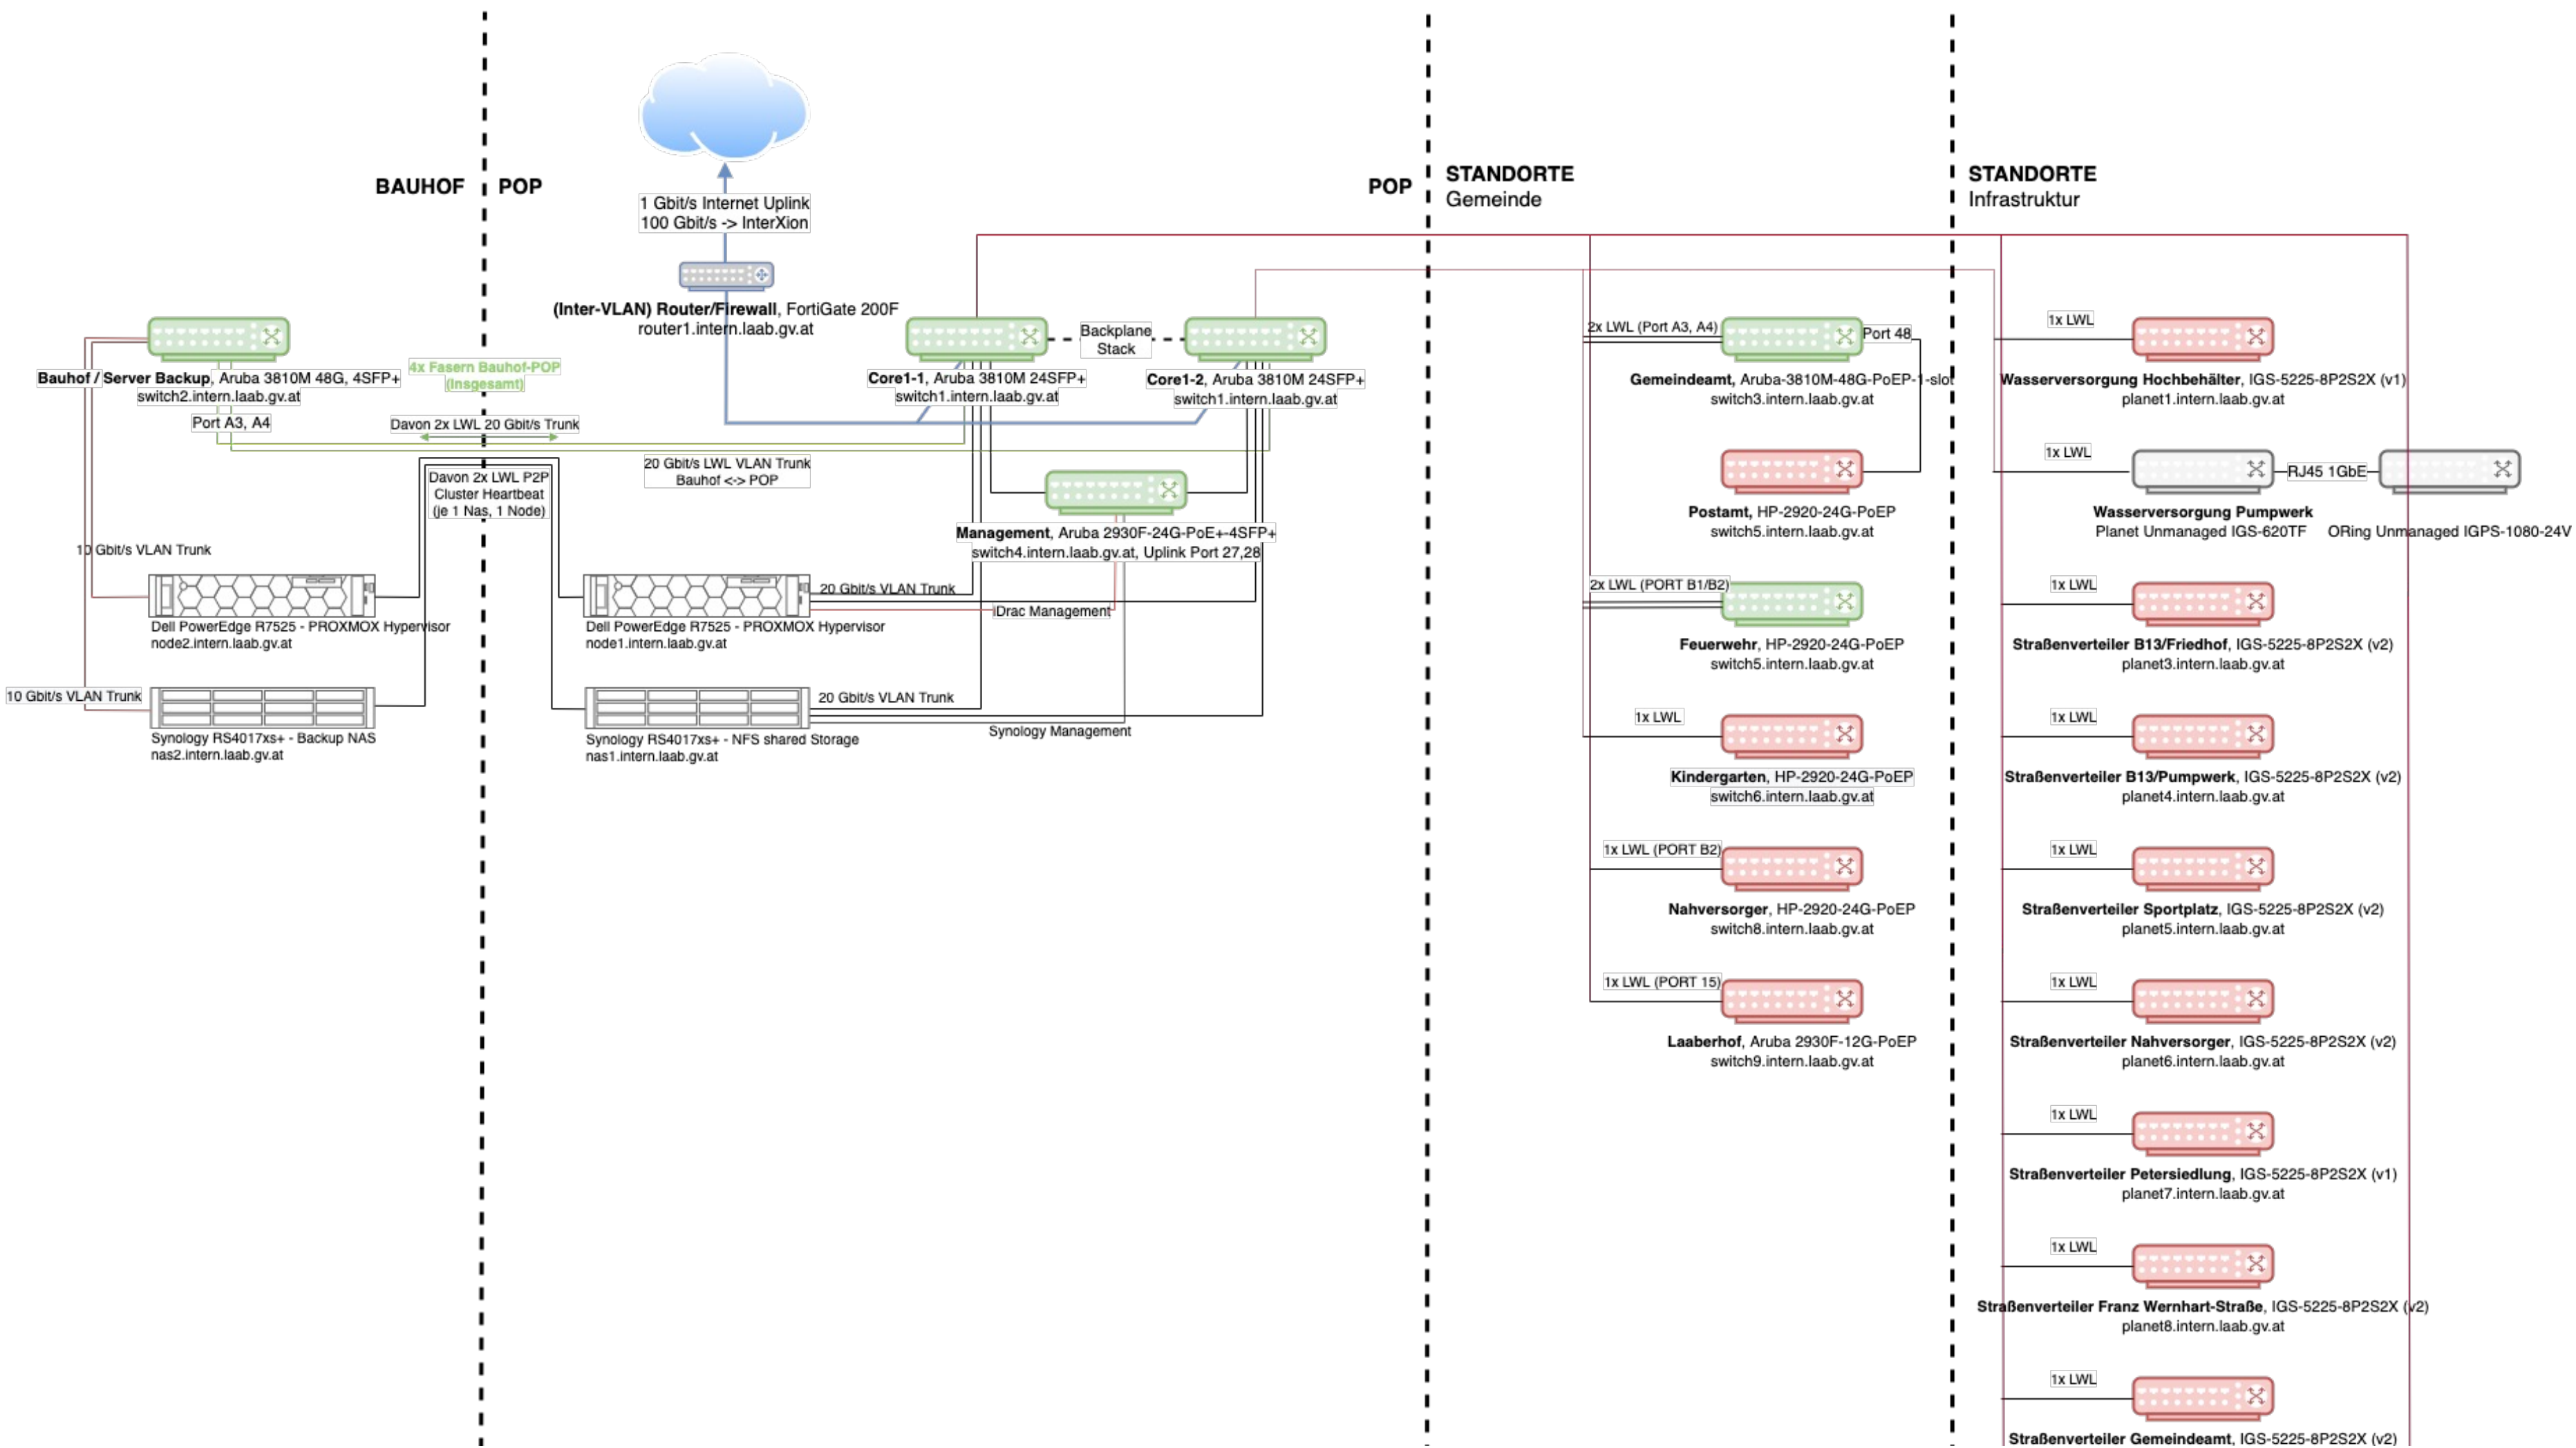 BAUHOF
POP
1 Gbit/s Internet Uplink
100 Gbit/s -> InterXion
(Inter-VLAN) Router/Firewall, FortiGate 200F
router1.intern.laab.gv.at
Bauhof / Server Backup, Aruba 3810M 48G, 4SFP+
switch2.intern.laab.gv.at
Port A3, A4
4x Fasern Bauhof-POP
(Insgesamt)
Davon 2x LWL 20 Gbit/s Trunk
Davon 2x LWL P2P
Cluster Heartbeat
(je 1 Nas, 1 Node)
20 Gbit/s LWL VLAN Trunk
Bauhof <-> POP
10 Gbit/s VLAN Trunk
Dell PowerEdge R7525 - PROXMOX Hypervisor
node2.intern.laab.gv.at
10 Gbit/s VLAN Trunk
Synology RS4017xs+ - Backup NAS
nas2.intern.laab.gv.at
Core1-1, Aruba 3810M 24SFP+
switch1.intern.laab.gv.at
Backplane
Stack
Core1-2, Aruba 3810M 24SFP+
switch1.intern.laab.gv.at
Management, Aruba 2930F-24G-PoE+-4SFP+
switch4.intern.laab.gv.at, Uplink Port 27,28
20 Gbit/s VLAN Trunk
iDrac Management
Dell PowerEdge R7525 - PROXMOX Hypervisor
node1.intern.laab.gv.at
20 Gbit/s VLAN Trunk
Synology Management
Synology RS4017xs+ - NFS shared Storage
nas1.intern.laab.gv.at
POP
STANDORTE
Gemeinde
2x LWL (Port A3, A4)
Port 48
Gemeindeamt, Aruba-3810M-48G-PoEP-1-slot
switch3.intern.laab.gv.at
Postamt, HP-2920-24G-PoEP
switch5.intern.laab.gv.at
2x LWL (PORT B1/B2)
Feuerwehr, HP-2920-24G-PoEP
switch5.intern.laab.gv.at
1x LWL
Kindergarten, HP-2920-24G-PoEP
switch6.intern.laab.gv.at
1x LWL (PORT B2)
Nahversorger, HP-2920-24G-PoEP
switch8.intern.laab.gv.at
1x LWL (PORT 15)
Laaberhof, Aruba 2930F-12G-PoEP
switch9.intern.laab.gv.at
STANDORTE
Infrastruktur
1x LWL
Wasserversorgung Hochbehälter, IGS-5225-8P2S2X (v1)
planet1.intern.laab.gv.at
1x LWL
RJ45 1GbE
Wasserversorgung Pumpwerk
Planet Unmanaged IGS-620TF
ORing Unmanaged IGPS-1080-24V
1x LWL
Straßenverteiler B13/Friedhof, IGS-5225-8P2S2X (v2)
planet3.intern.laab.gv.at
1x LWL
Straßenverteiler B13/Pumpwerk, IGS-5225-8P2S2X (v2)
planet4.intern.laab.gv.at
1x LWL
Straßenverteiler Sportplatz, IGS-5225-8P2S2X (v2)
planet5.intern.laab.gv.at
1x LWL
Straßenverteiler Nahversorger, IGS-5225-8P2S2X (v2)
planet6.intern.laab.gv.at
1x LWL
Straßenverteiler Petersiedlung, IGS-5225-8P2S2X (v1)
planet7.intern.laab.gv.at
1x LWL
Straßenverteiler Franz Wernhart-Straße, IGS-5225-8P2S2X (v2)
planet8.intern.laab.gv.at
1x LWL
Straßenverteiler Gemeindeamt, IGS-5225-8P2S2X (v2)